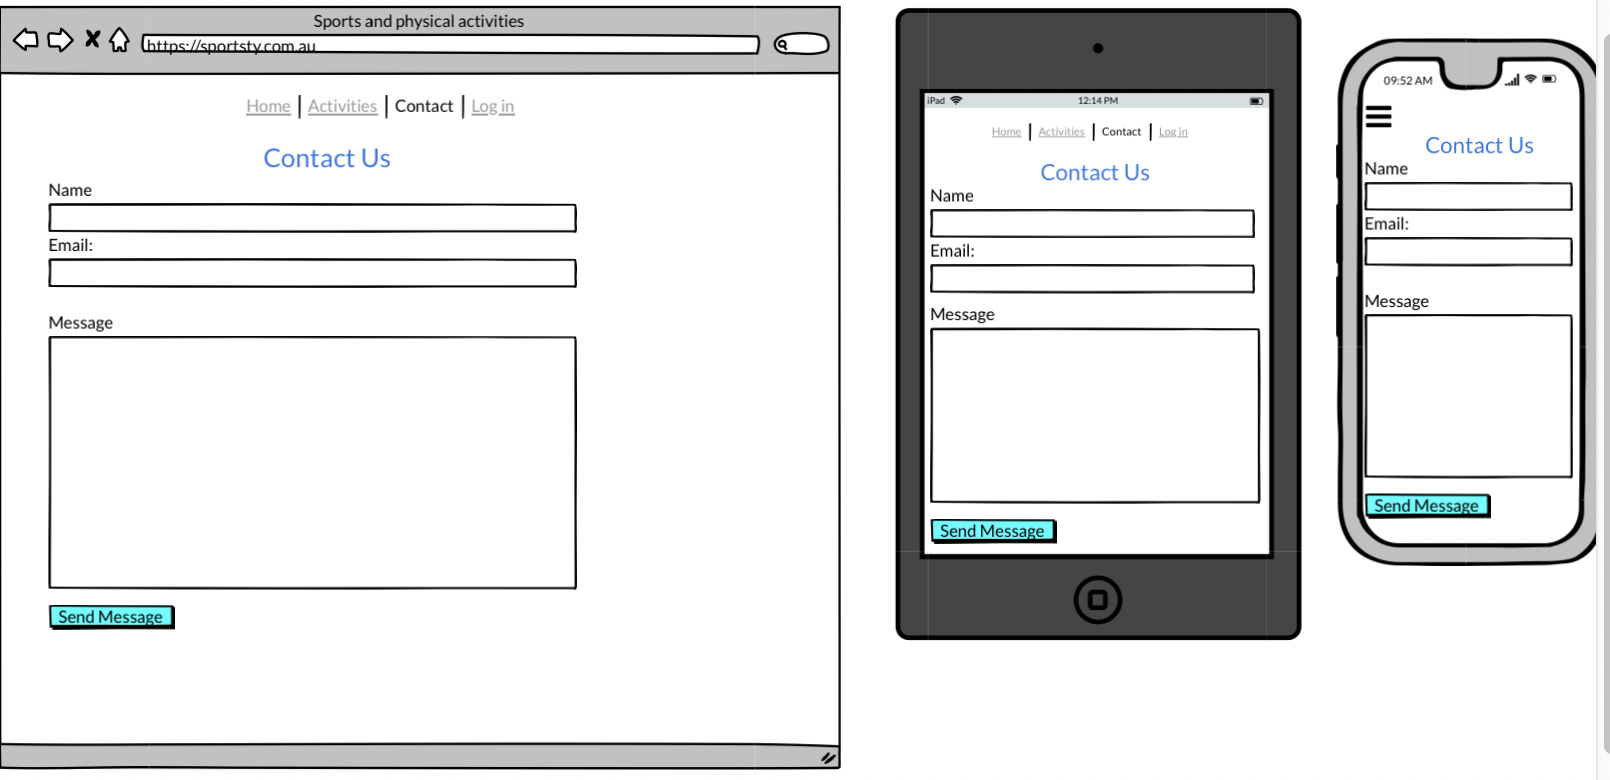 Sports and physical activities
https://sportsty.com.au
Home | Activities | Contact | Log in
Contact Us
Name
Email:
Message
Send Message
iPad 12:14 PM
Home | Activities | Contact | Log in
Contact Us
Name
Email:
Message
Send Message
09:52 AM
Contact Us
Name
Email:
Message
Send Message